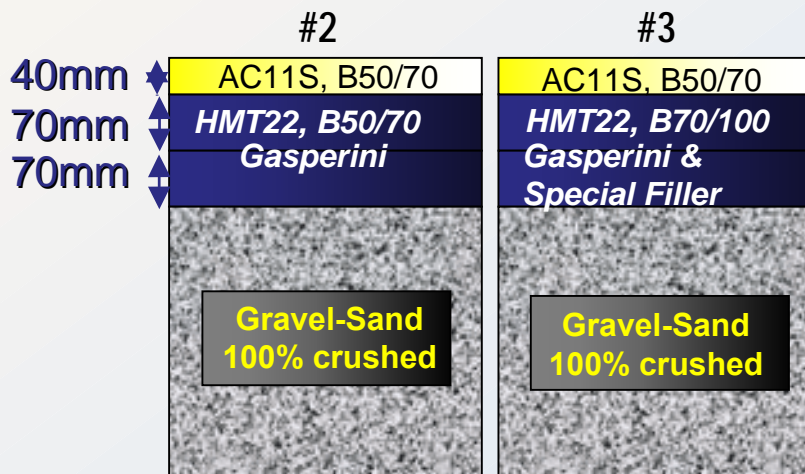 #2
#3
40mm
70mm
70mm
AC11S, B50/70
HMT22, B50/70
Gasperini
Gravel-Sand
100% crushed
AC11S, B50/70
HMT22, B70/100
Gasperini &
Special Filler
Gravel-Sand
100% crushed